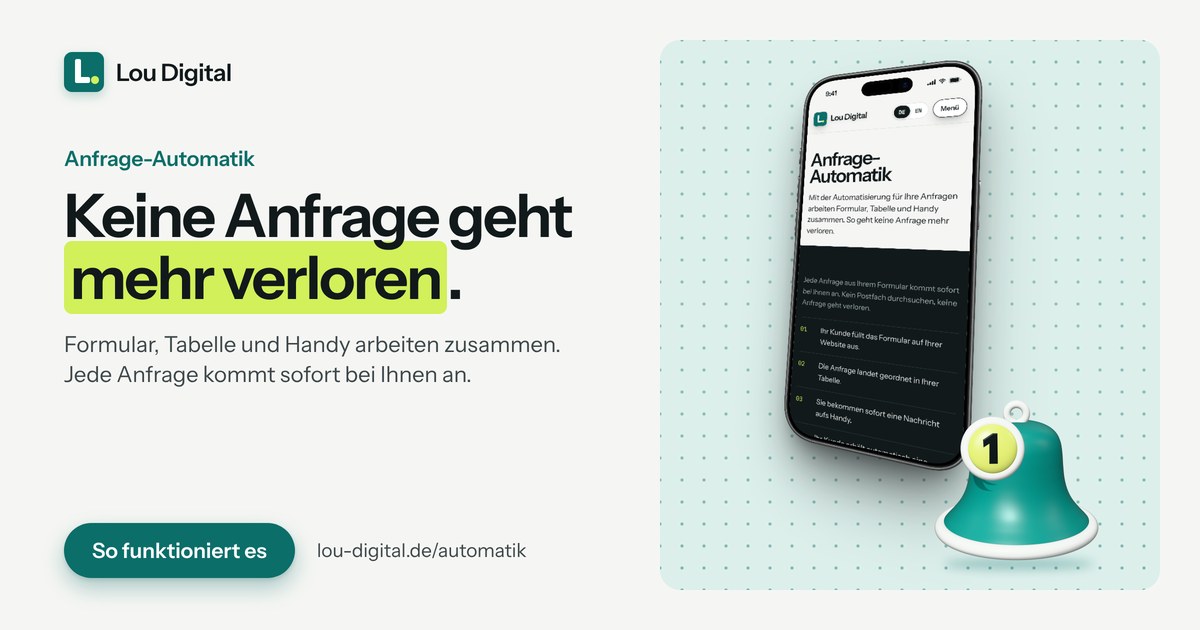 L.
Lou Digital
Anfrage-Automatik
Keine Anfrage geht
mehr verloren.
Formular, Tabelle und Handy arbeiten zusammen.
Jede Anfrage kommt sofort bei Ihnen an.
So funktioniert es
lou-digital.de/automatik
9:41
L
Lou Digital
DE
EN
Menü
Anfrage-
Automatik
Mit der Automatisierung für Ihre Anfragen
arbeiten Formular, Tabelle und Handy
zusammen. So geht keine Anfrage mehr
verloren.
Jede Anfrage aus Ihrem Formular kommt sofort
bei Ihnen an. Kein Postfach durchsuchen, keine
Anfrage geht verloren.
01
Ihr Kunde füllt das Formular auf Ihrer
Website aus.
02
Die Anfrage landet geordnet in Ihrer
Tabelle.
03
Sie bekommen sofort eine Nachricht
aufs Handy.
1